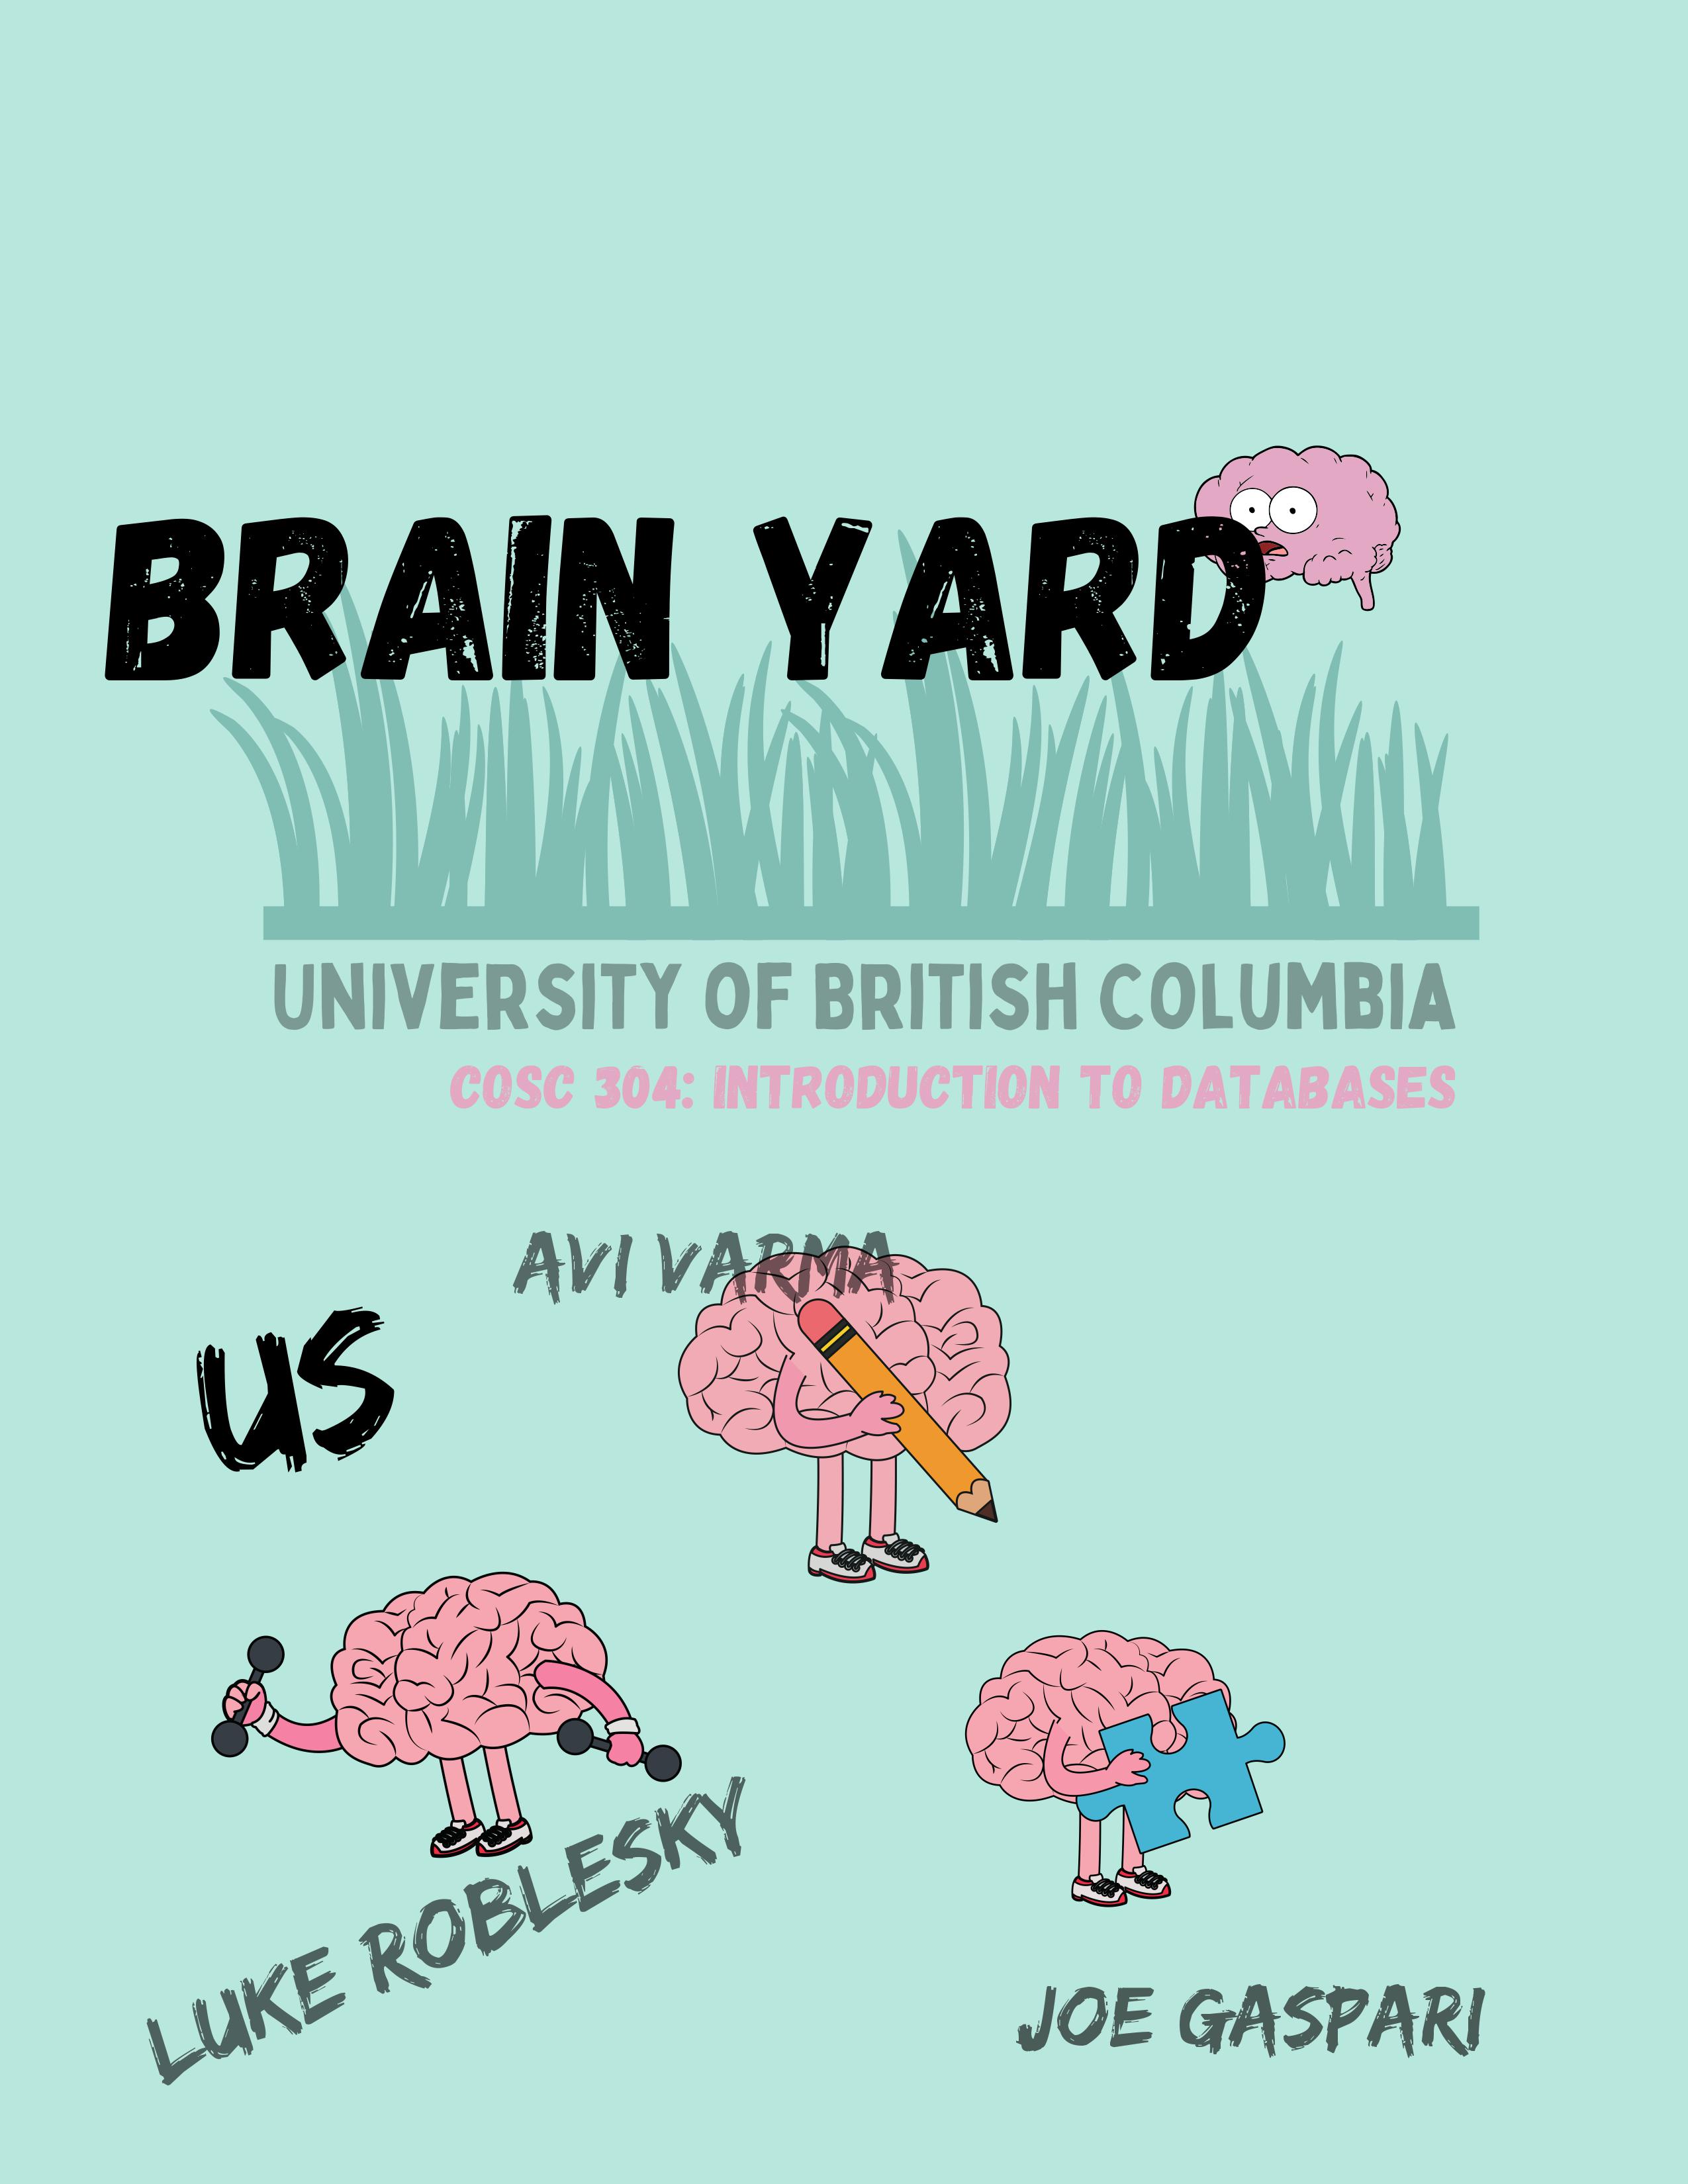 BRAIN YARD
UNIVERSITY OF BRITISH COLUMBIA
COSC 304: INTRODUCTION TO DATABASES
AVI VARMA
US
LUKE ROBLESKY
JOE GASPARI